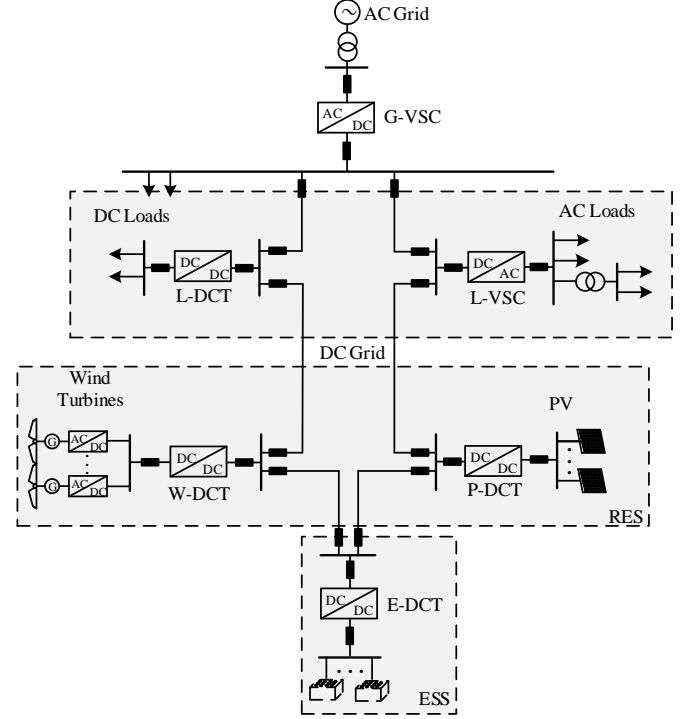 AC Grid
AC
DC
G-VSC
DC Loads
AC Loads
DC
DC
L-DCT
DC
AC
L-VSC
DC Grid
Wind
Turbines
PV
G
AC
DC
DC
DC
W-DCT
DC
DC
P-DCT
G
AC
DC
RES
DC
DC
E-DCT
ESS